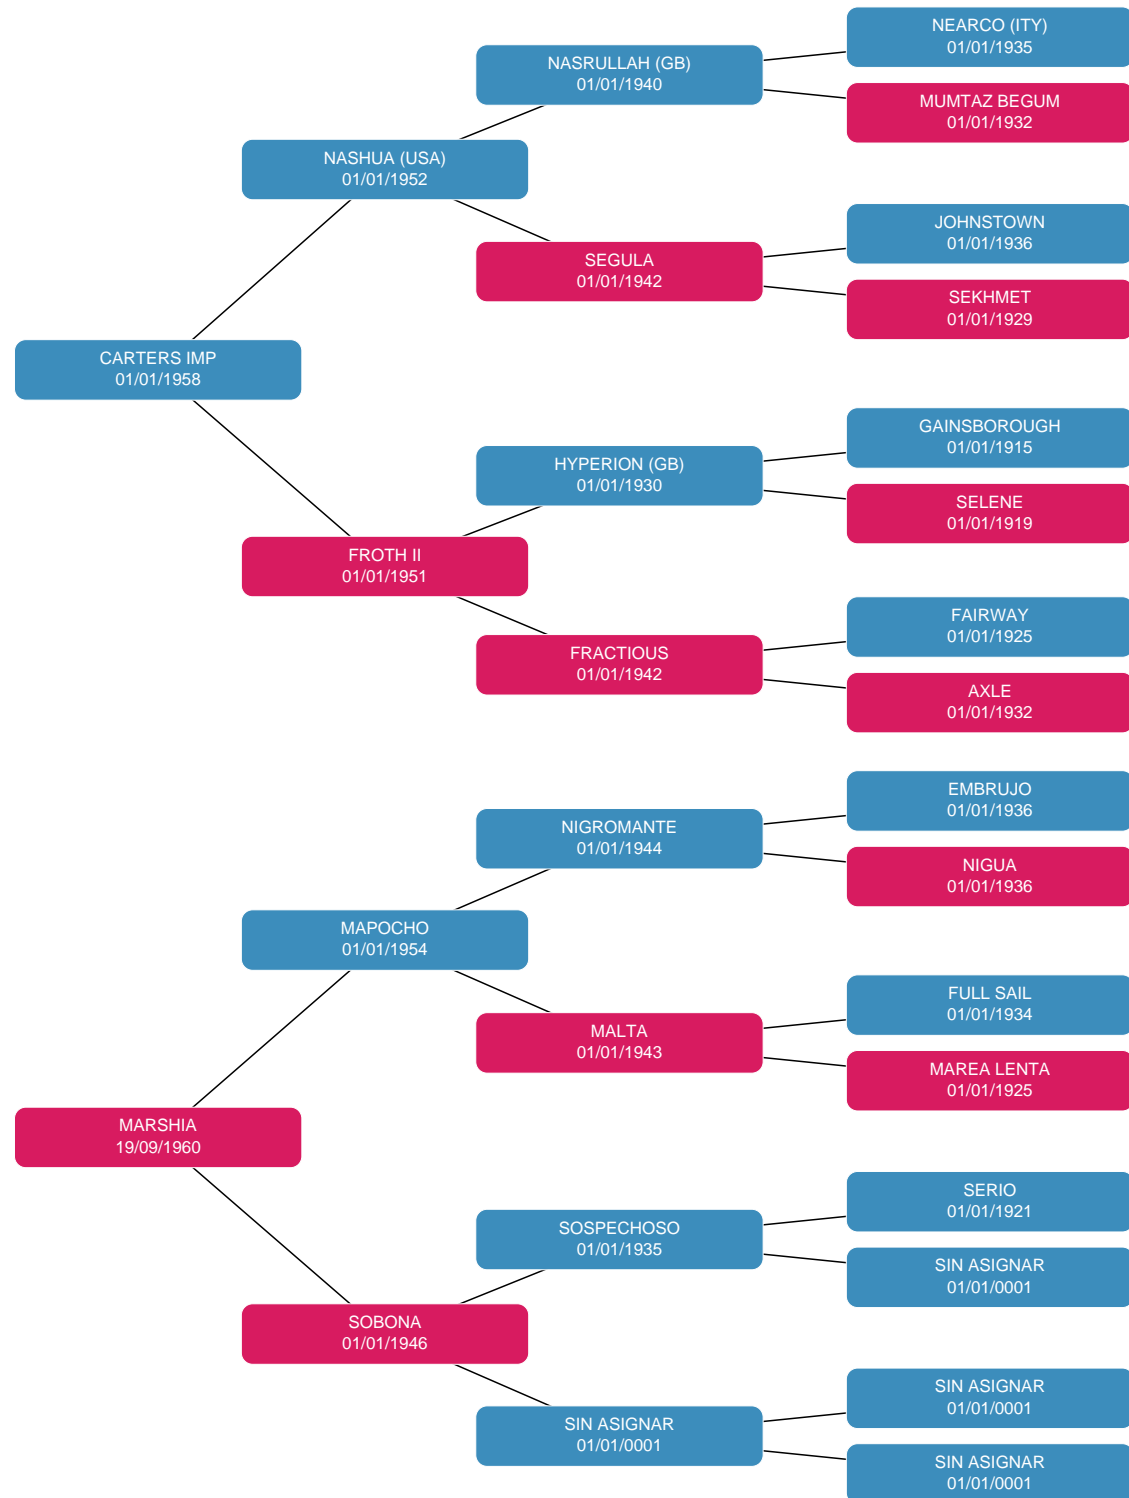 NEARCO (ITY)
01/01/1935
NASRULLAH (GB)
01/01/1940
MUMTAZ BEGUM
01/01/1932
NASHUA (USA)
01/01/1952
JOHNSTOWN
01/01/1936
SEGULA
01/01/1942
SEKHMET
01/01/1929
CARTERS IMP
01/01/1958
GAINSBOROUGH
01/01/1915
HYPERION (GB)
01/01/1930
SELENE
01/01/1919
FROTH II
01/01/1951
FAIRWAY
01/01/1925
FRACTIOUS
01/01/1942
AXLE
01/01/1932
EMBRUJO
01/01/1936
NIGROMANTE
01/01/1944
NIGUA
01/01/1936
MAPOCHO
01/01/1954
FULL SAIL
01/01/1934
MALTA
01/01/1943
MAREA LENTA
01/01/1925
MARSHIA
19/09/1960
SERIO
01/01/1921
SOSPECHOSO
01/01/1935
SIN ASIGNAR
01/01/0001
SOBONA
01/01/1946
SIN ASIGNAR
01/01/0001
SIN ASIGNAR
01/01/0001
SIN ASIGNAR
01/01/0001